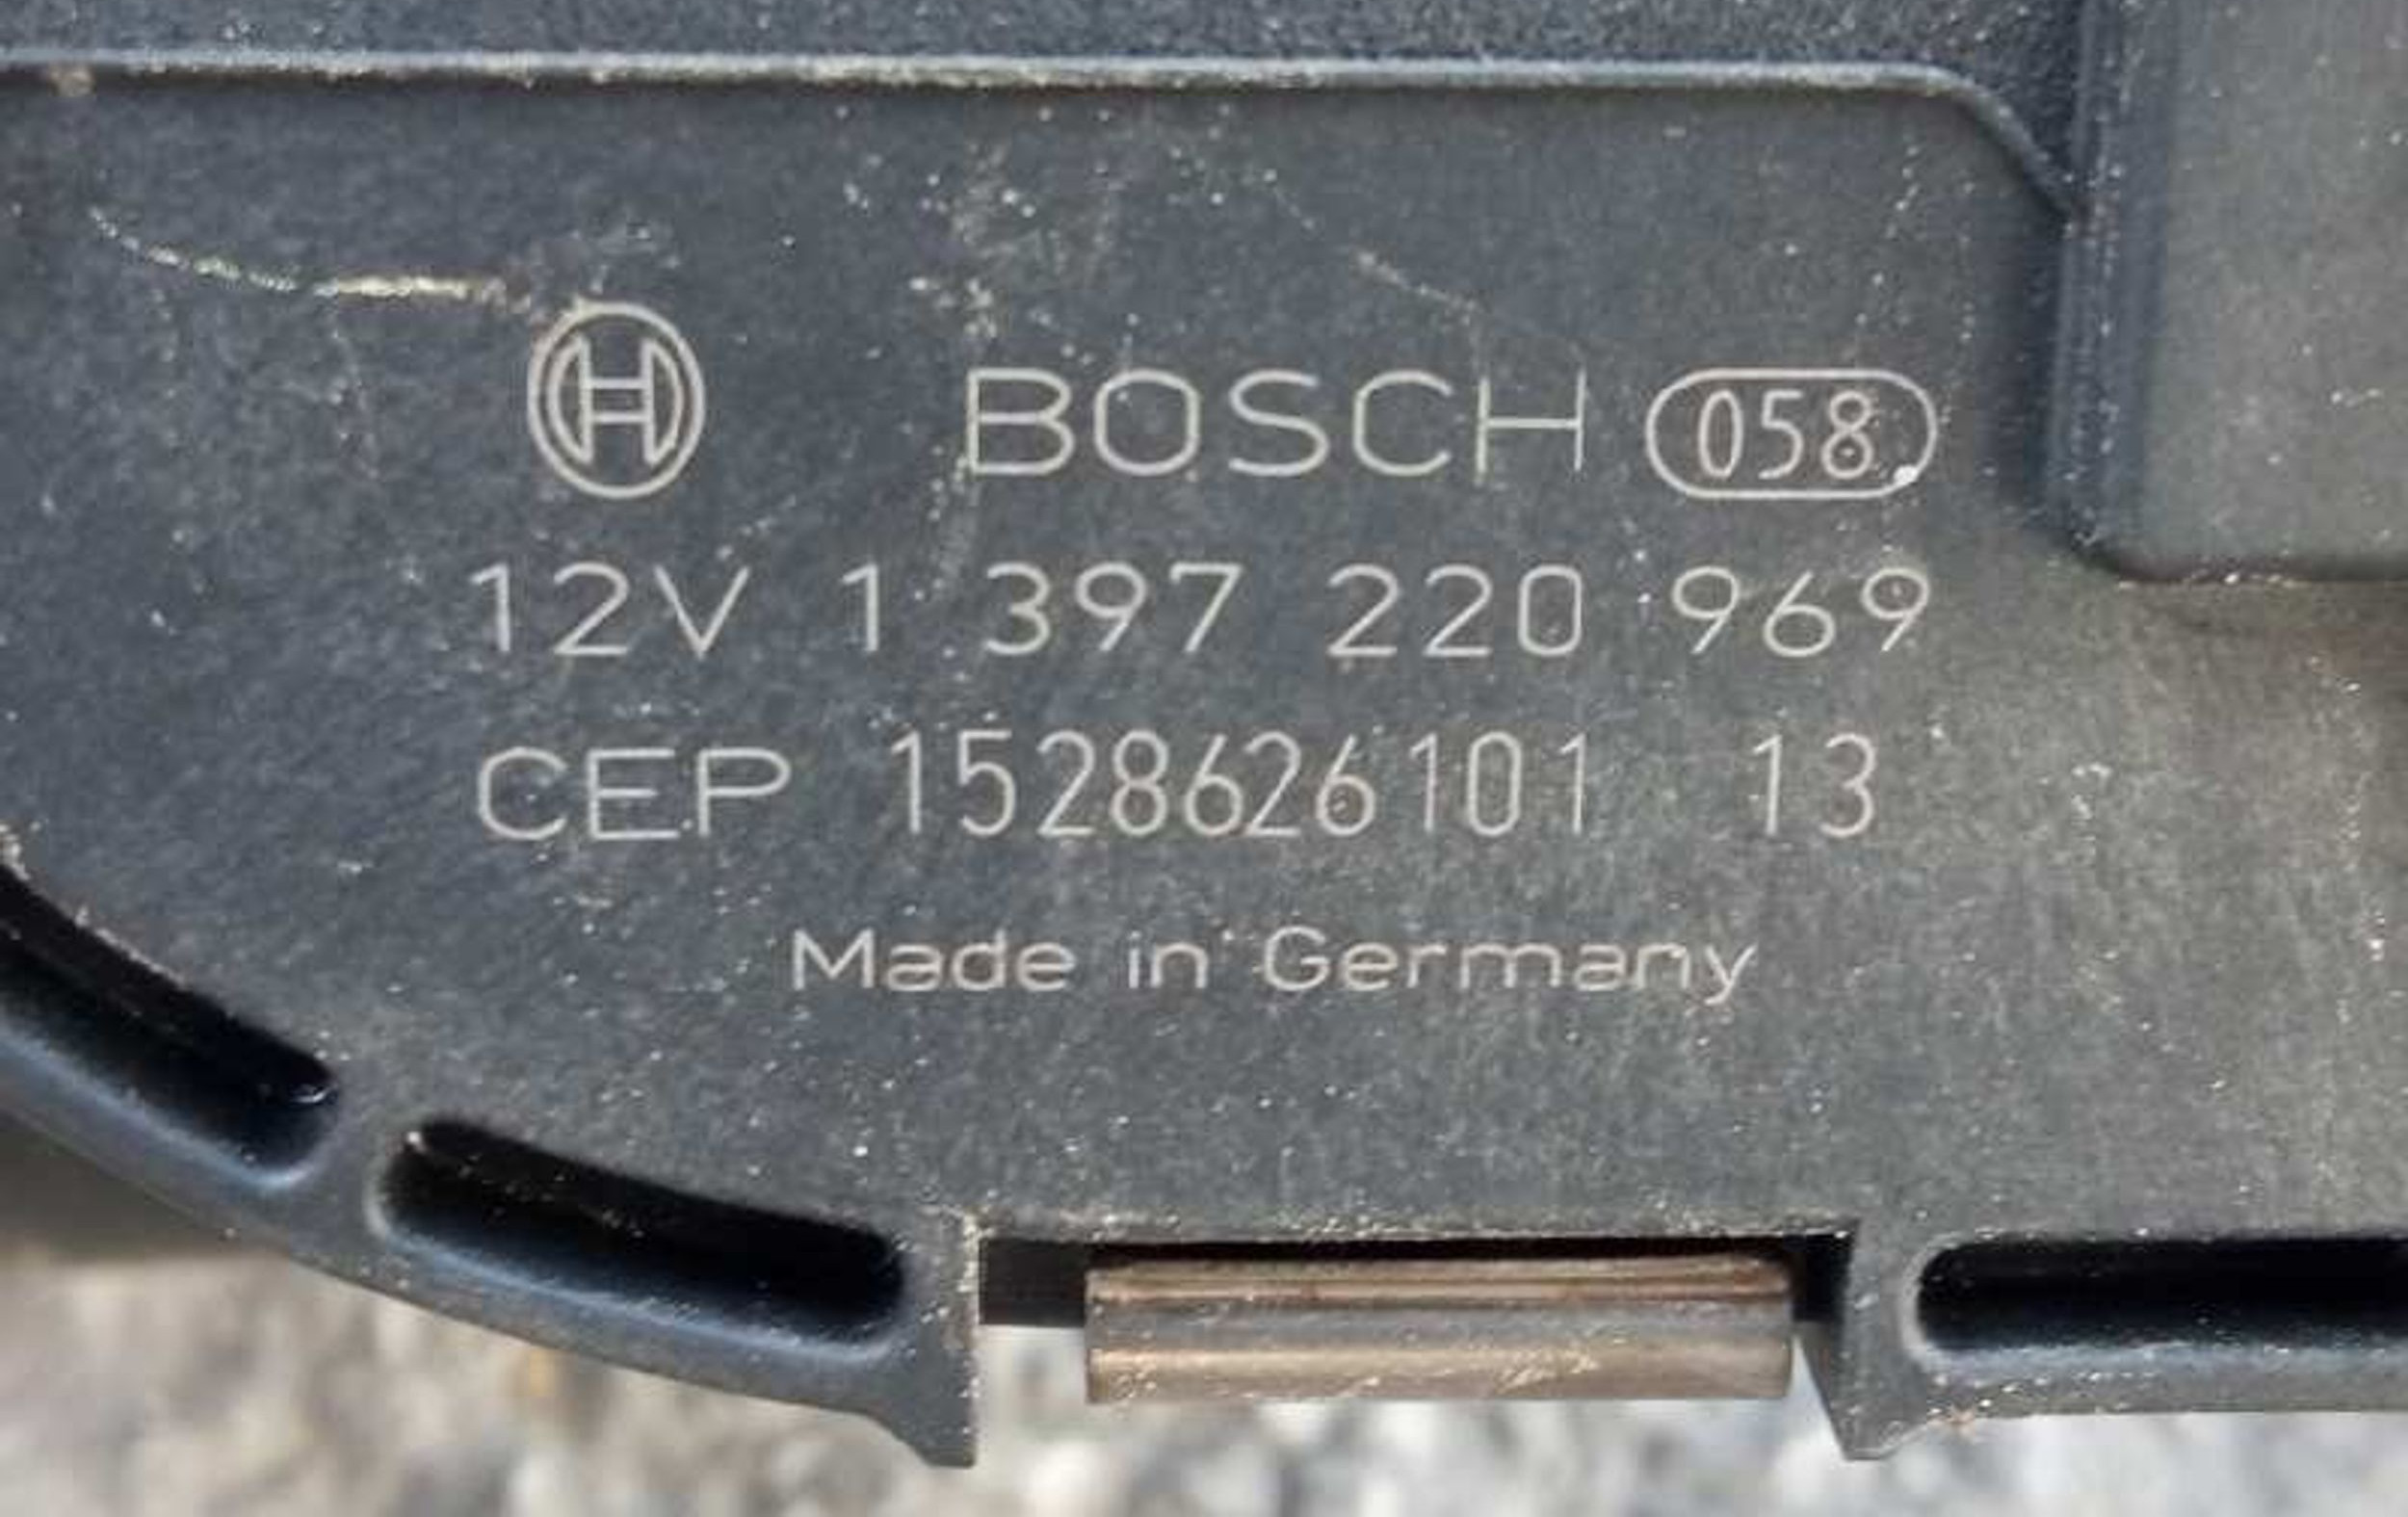 BOSCH 058
12V 1 397 220 969
CEP 1528626101 13
Made in Germany